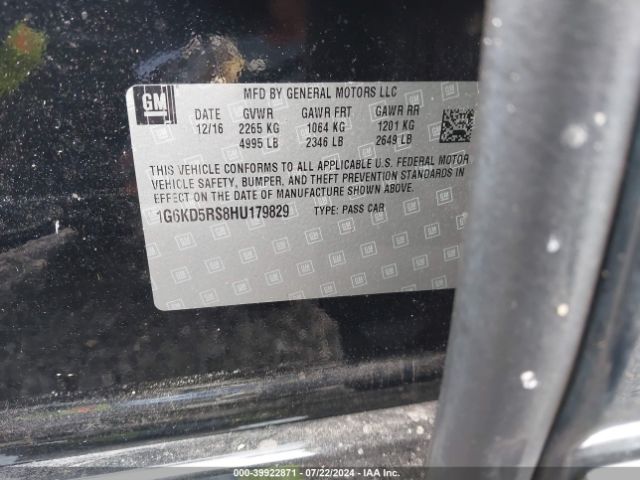 GM
MFD BY GENERAL MOTORS LLC
DATE GVWR GAWR FRT GAWR RR
12/16 2265 KG 1064 KG 1201 KG
4995 LB 2346 LB 2649 LB
THIS VEHICLE CONFORMS TO ALL APPLICABLE U.S. FEDERAL MOTOR
VEHICLE SAFETY, BUMPER, AND THEFT PREVENTION STANDARDS IN
EFFECT ON THE DATE OF MANUFACTURE SHOWN ABOVE.
1G6KD5RS8HU179829 TYPE: PASS CAR
000-39922871 / 07/22/2024 - IAA Inc.